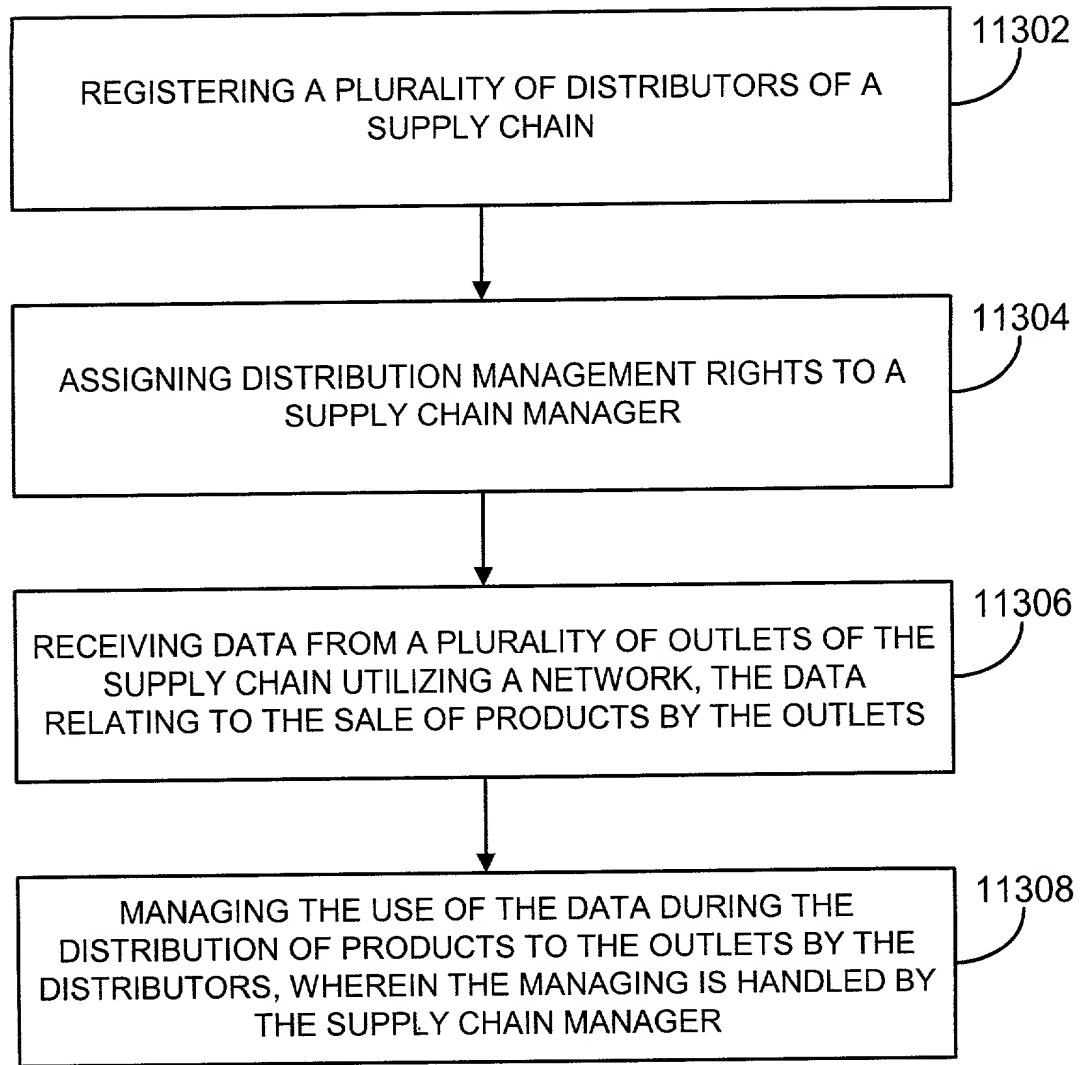 11302
REGISTERING A PLURALITY OF DISTRIBUTORS OF A
SUPPLY CHAIN
11304
ASSIGNING DISTRIBUTION MANAGEMENT RIGHTS TO A
SUPPLY CHAIN MANAGER
11306
RECEIVING DATA FROM A PLURALITY OF OUTLETS OF THE
SUPPLY CHAIN UTILIZING A NETWORK, THE DATA
RELATING TO THE SALE OF PRODUCTS BY THE OUTLETS
11308
MANAGING THE USE OF THE DATA DURING THE
DISTRIBUTION OF PRODUCTS TO THE OUTLETS BY THE
DISTRIBUTORS, WHEREIN THE MANAGING IS HANDLED BY
THE SUPPLY CHAIN MANAGER